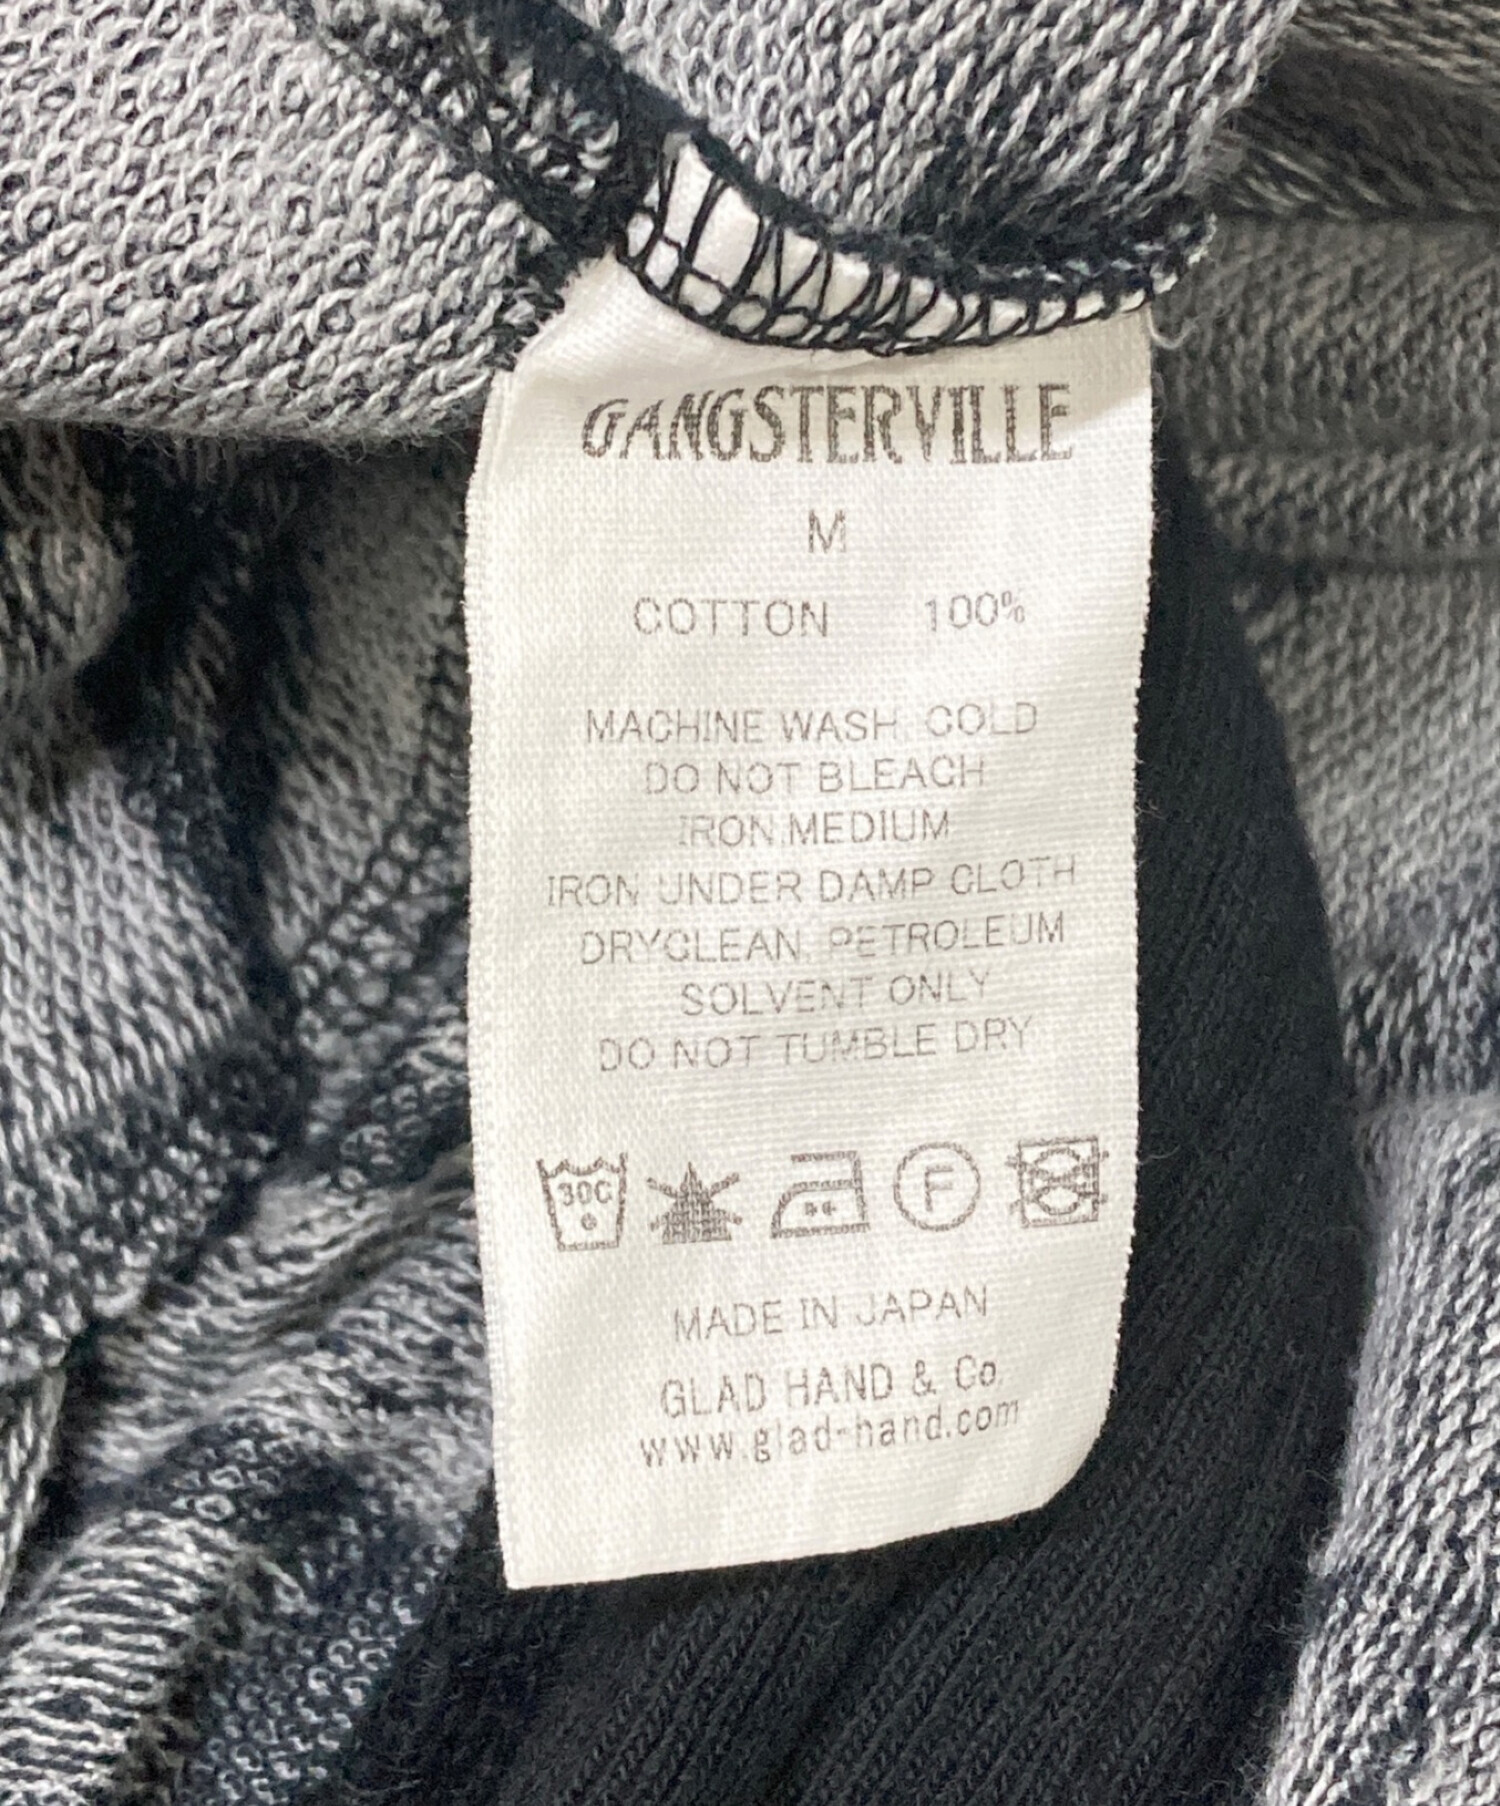 GANGSTERVILLE
M
COTTON 100%
MACHINE WASH, COLD
DO NOT BLEACH
IRON,MEDIUM
IRON UNDER DAMP CLOTH
DRYCLEAN, PETROLEUM
SOLVENT ONLY
DO NOT TUMBLE DRY
30C F
MADE IN JAPAN
GLAD HAND & Co.
www.glad-hand.com